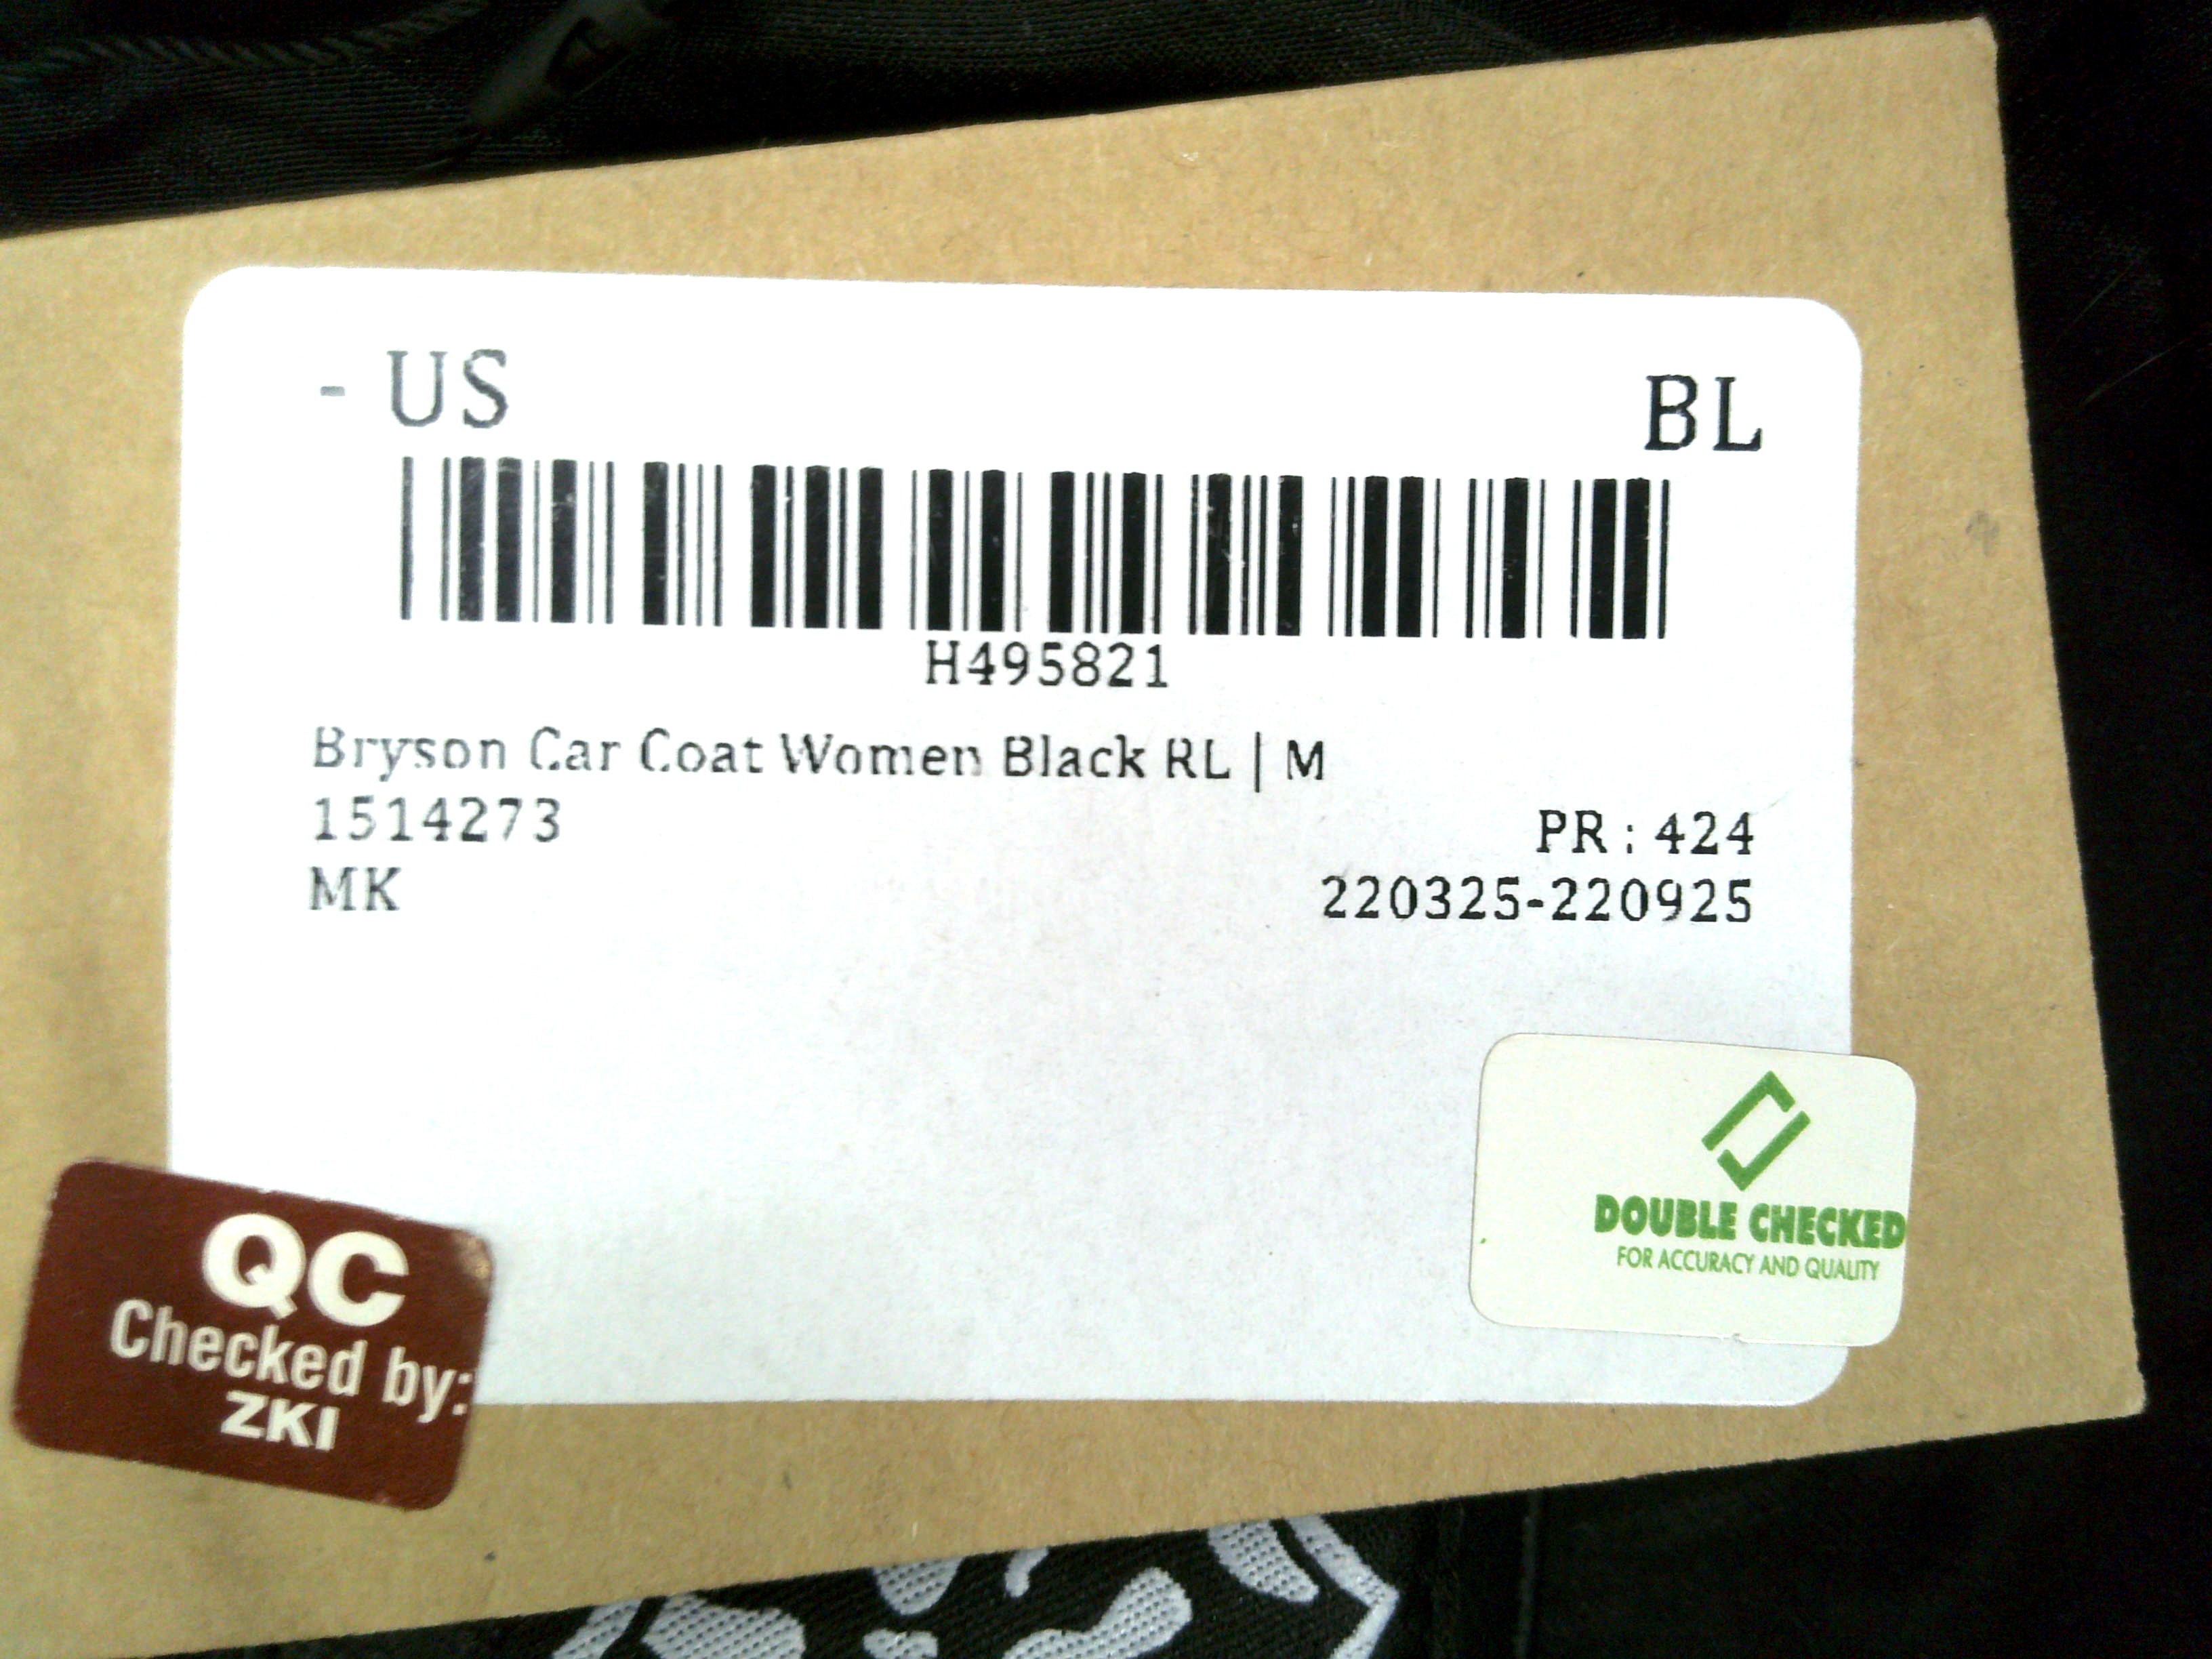 - US
BL
H495821
Bryson Car Coat Women Black RL | M
1514273
PR : 424
MK
220325-220925
DOUBLE CHECKED
FOR ACCURACY AND QUALITY
QC
Checked by:
ZKI